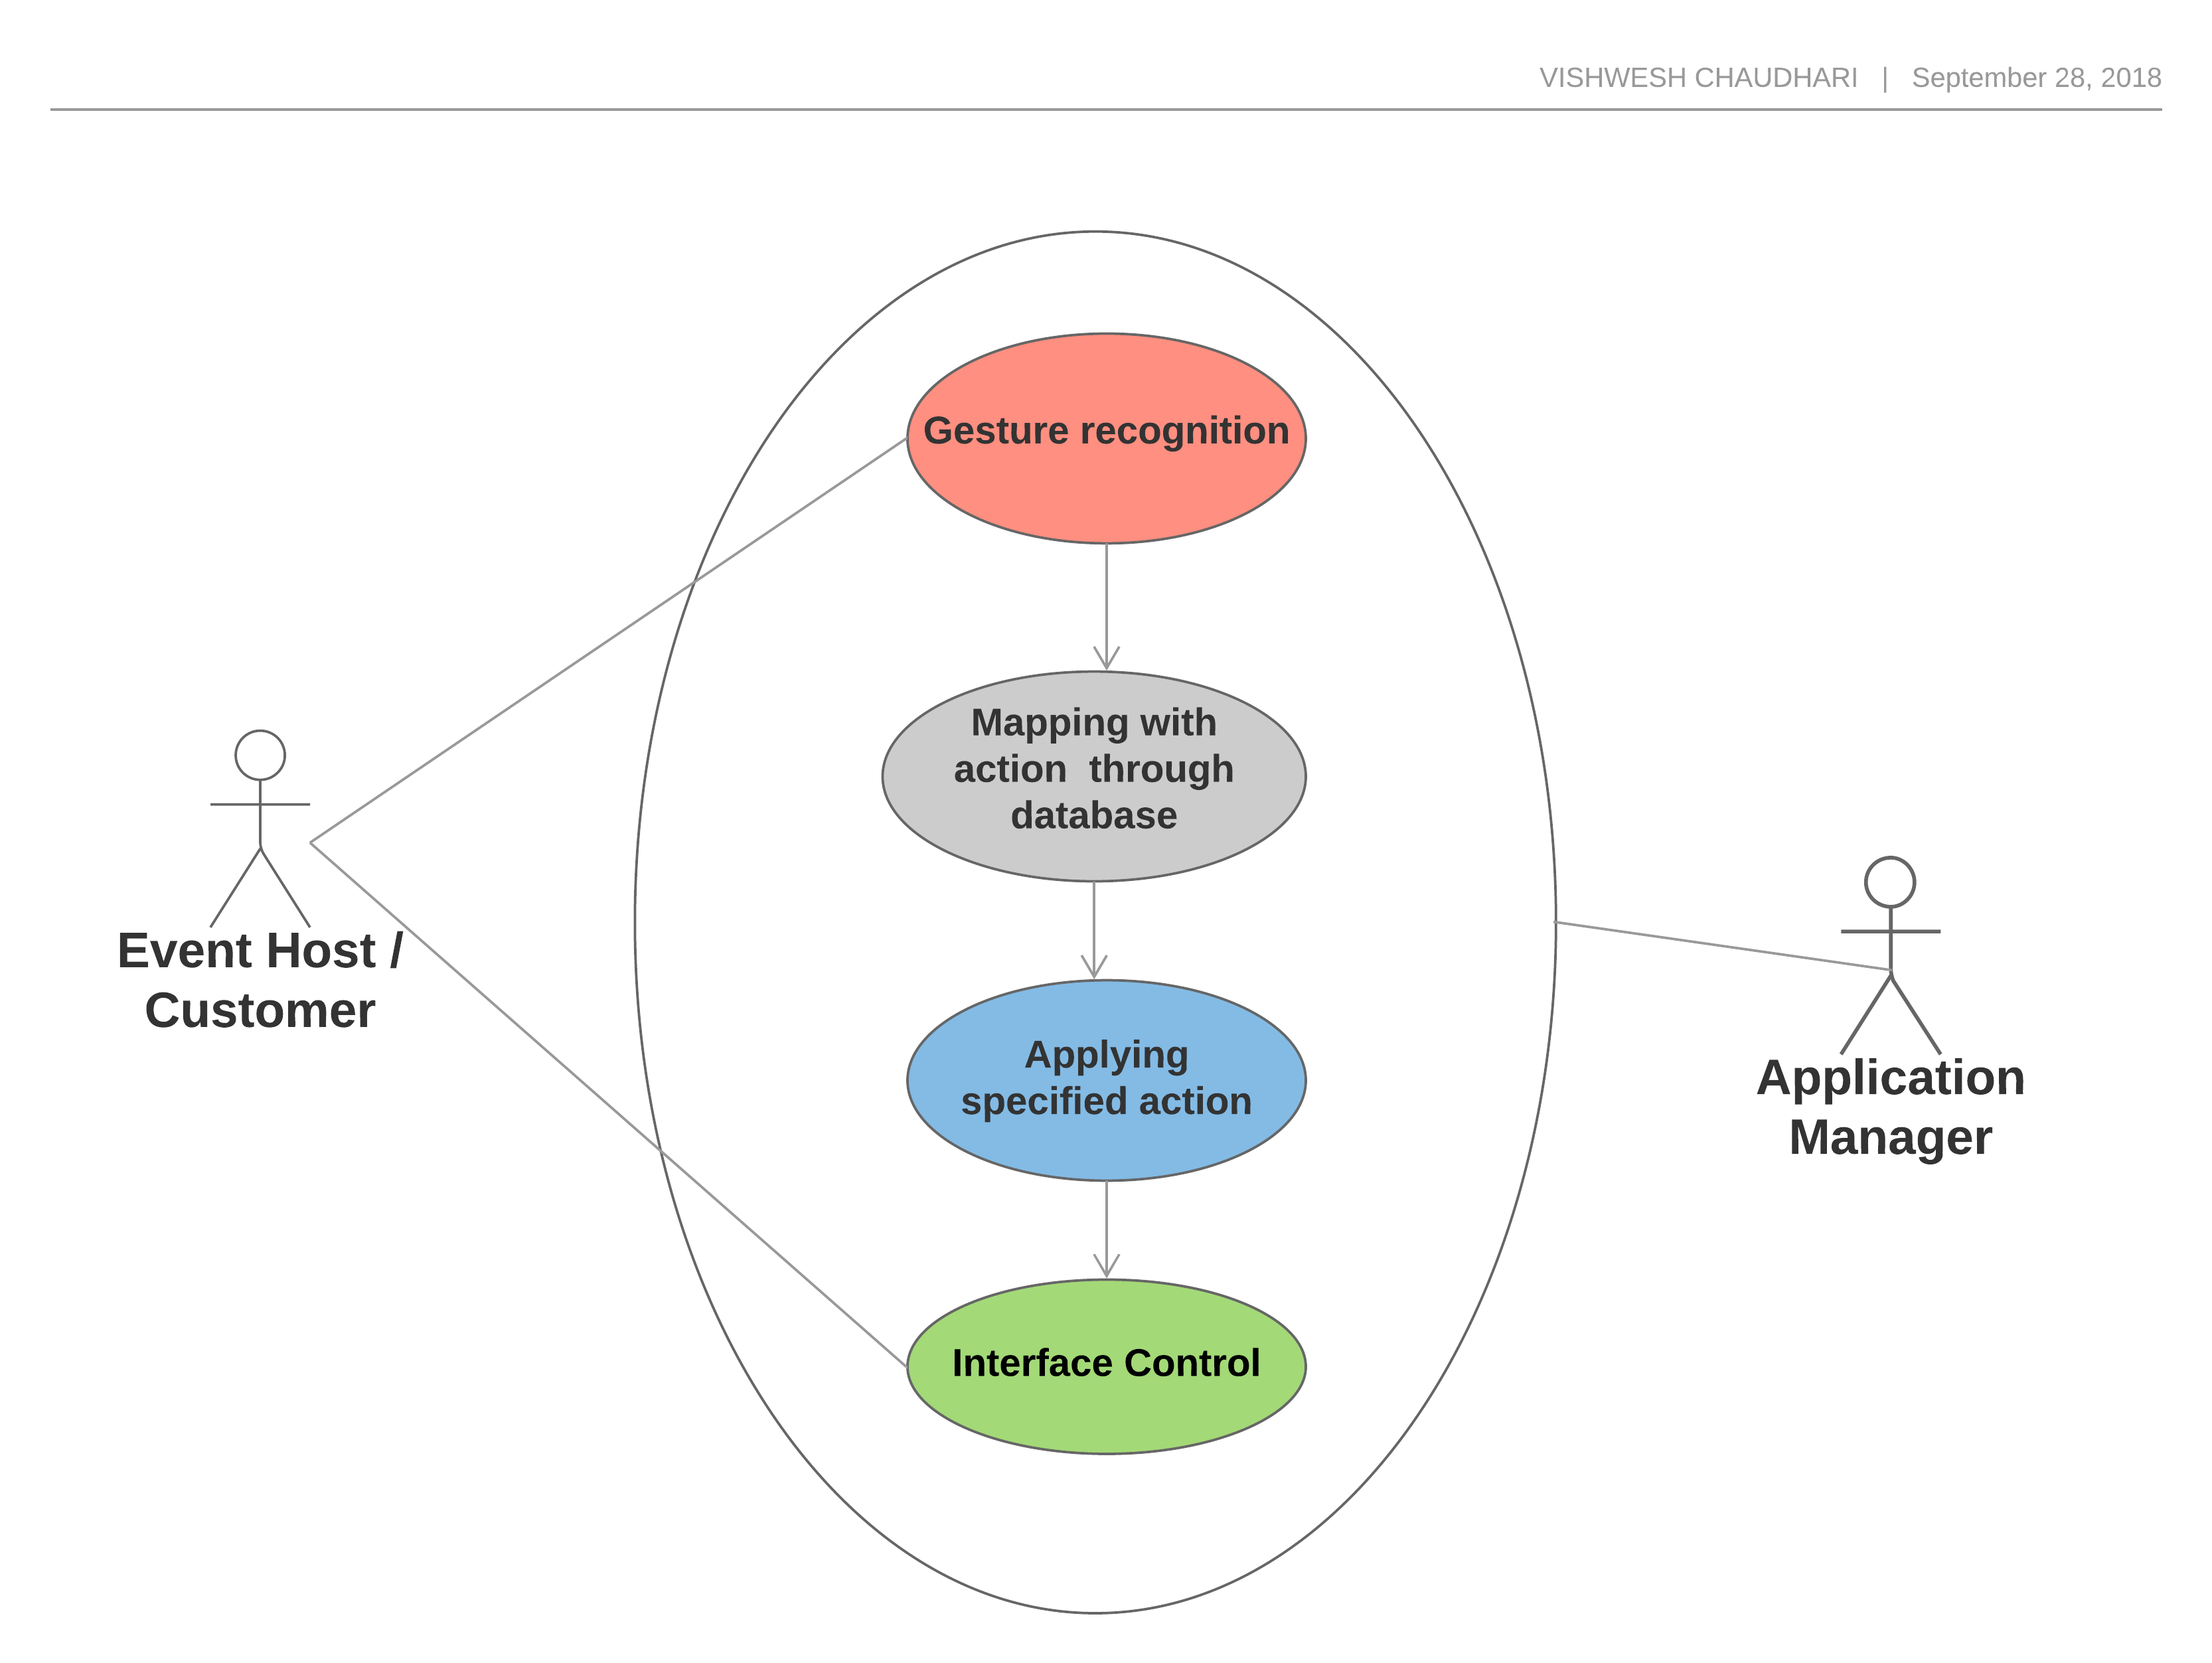 VISHWESH CHAUDHARI | September 28, 2018
Gesture recognition
Mapping with
action through
database
Event Host /
Customer
Applying
specified action
Application
Manager
Interface Control